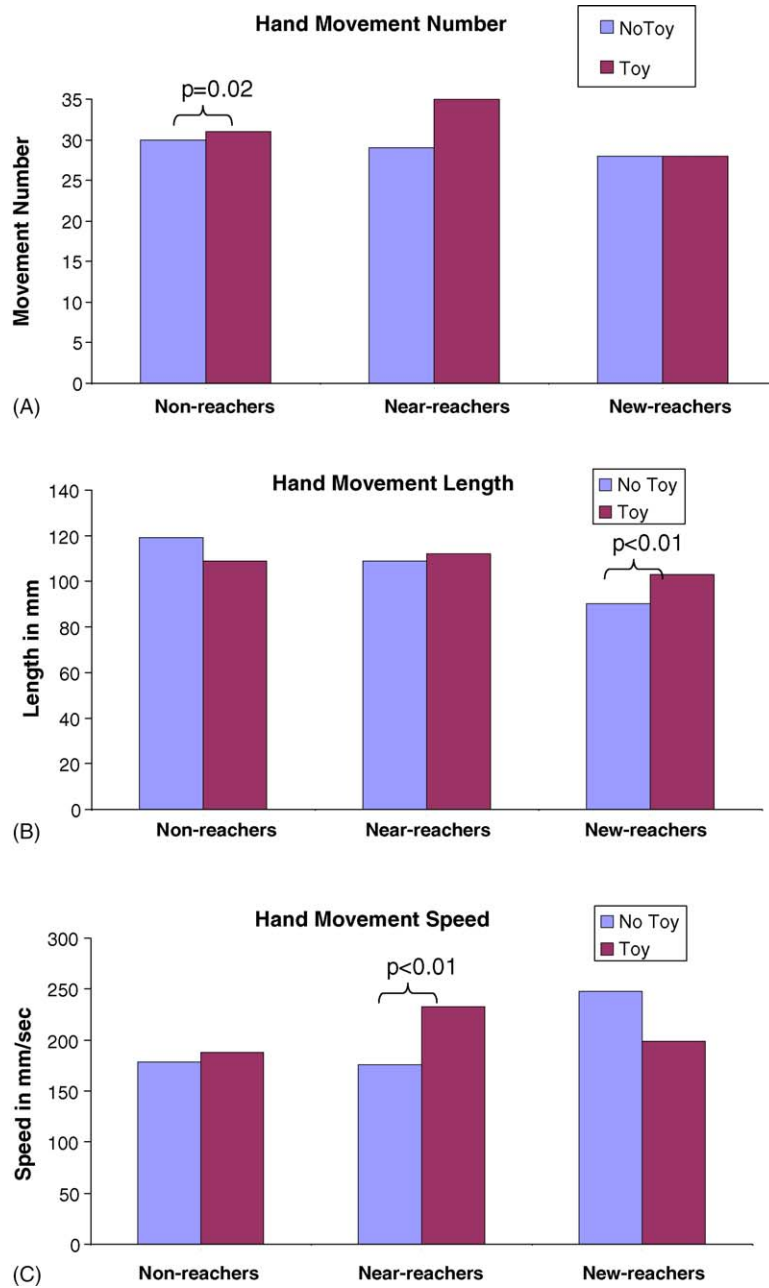 Hand Movement Number
NoToy
Toy
p=0.02
35
30
25
20
15
10
5
0
Movement Number
Non-reachers Near-reachers New-reachers
(A)
Hand Movement Length
No Toy
Toy
p<0.01
140
120
100
80
60
40
20
0
Length in mm
Non-reachers Near-reachers New-reachers
(B)
Hand Movement Speed
No Toy
Toy
p<0.01
300
250
200
150
100
50
0
Speed in mm/sec
Non-reachers Near-reachers New-reachers
(C)